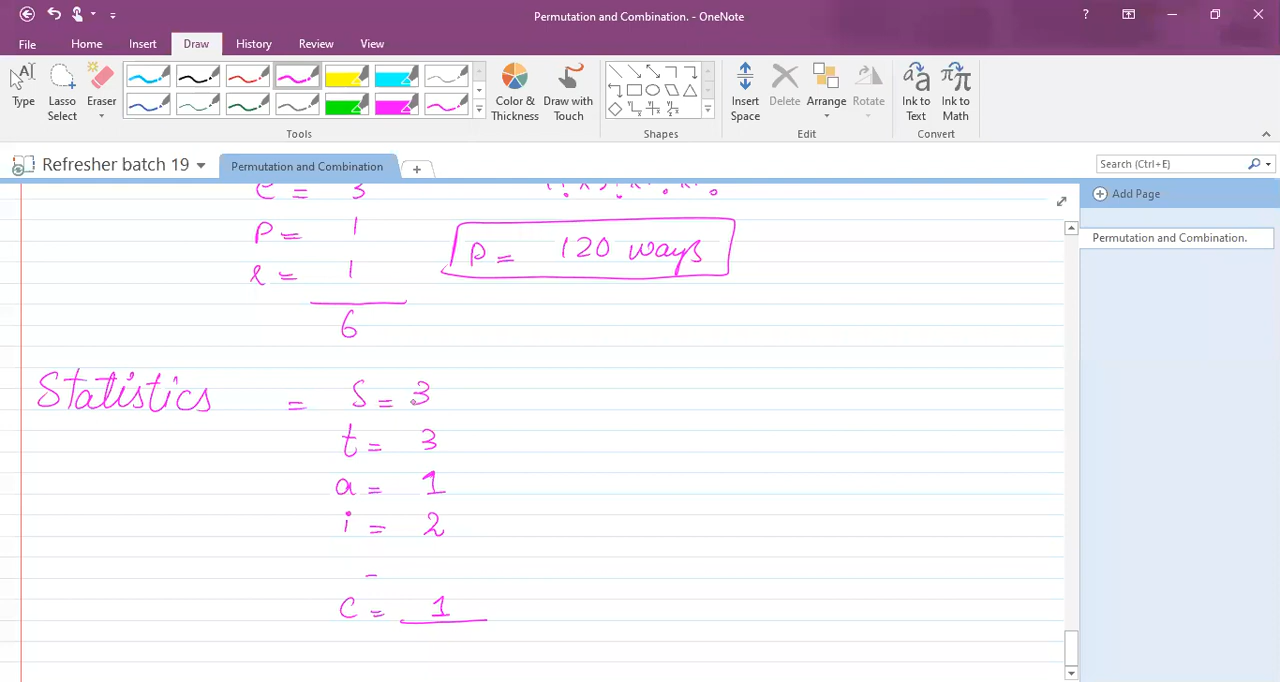 Permutation and Combination. - OneNote
File Home Insert Draw History Review View
Type Lasso Select Eraser Color & Thickness Draw with Touch Insert Space Delete Arrange Rotate Ink to Text Ink to Math
Tools Shapes Edit Convert
Refresher batch 19 Permutation and Combination Search (Ctrl+E)
Add Page
Permutation and Combination.
e = 3
P = 1
P = 120 ways
l = 1
6
Statistics = S = 3
t = 3
a = 1
i = 2
C = 1